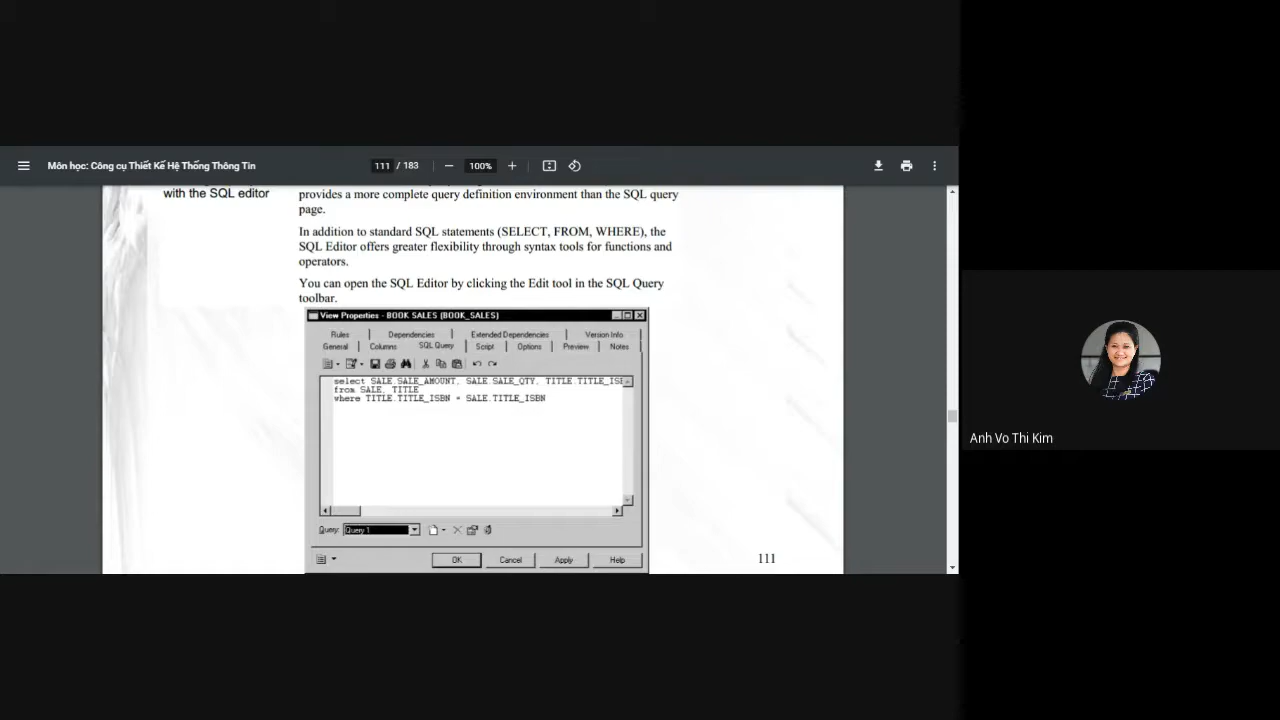 Môn học: Công cụ Thiết Kế Hệ Thống Thông Tin
111 / 183
100%
with the SQL editor
provides a more complete query definition environment than the SQL query
page.
In addition to standard SQL statements (SELECT, FROM, WHERE), the
SQL Editor offers greater flexibility through syntax tools for functions and
operators.
You can open the SQL Editor by clicking the Edit tool in the SQL Query
toolbar.
View Properties - BOOK SALES (BOOK_SALES)
Rules Dependencies Extended Dependencies Version Info
General Columns SQL Query Script Options Preview Notes
select SALE.SALE_AMOUNT, SALE.SALE_QTY, TITLE.TITLE_ISB
from SALE, TITLE
where TITLE.TITLE_ISBN = SALE.TITLE_ISBN
Query: Query 1
OK Cancel Apply Help
111
Anh Vo Thi Kim